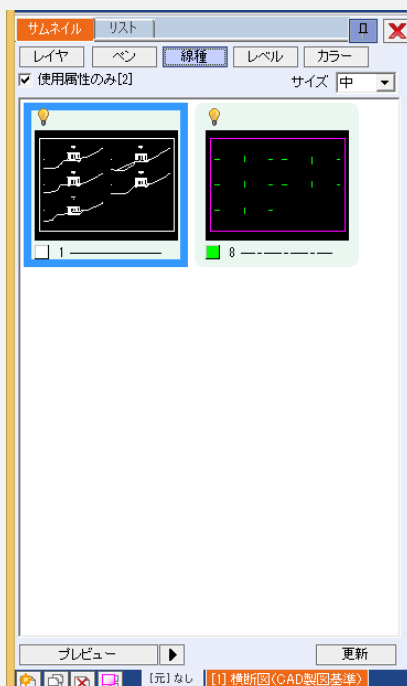 サムネイル リスト
レイヤ ペン 線種 レベル カラー
使用属性のみ[2] サイズ 中
1
8
プレビュー 更新
[元]なし [1]横断図(CAD製図基準)